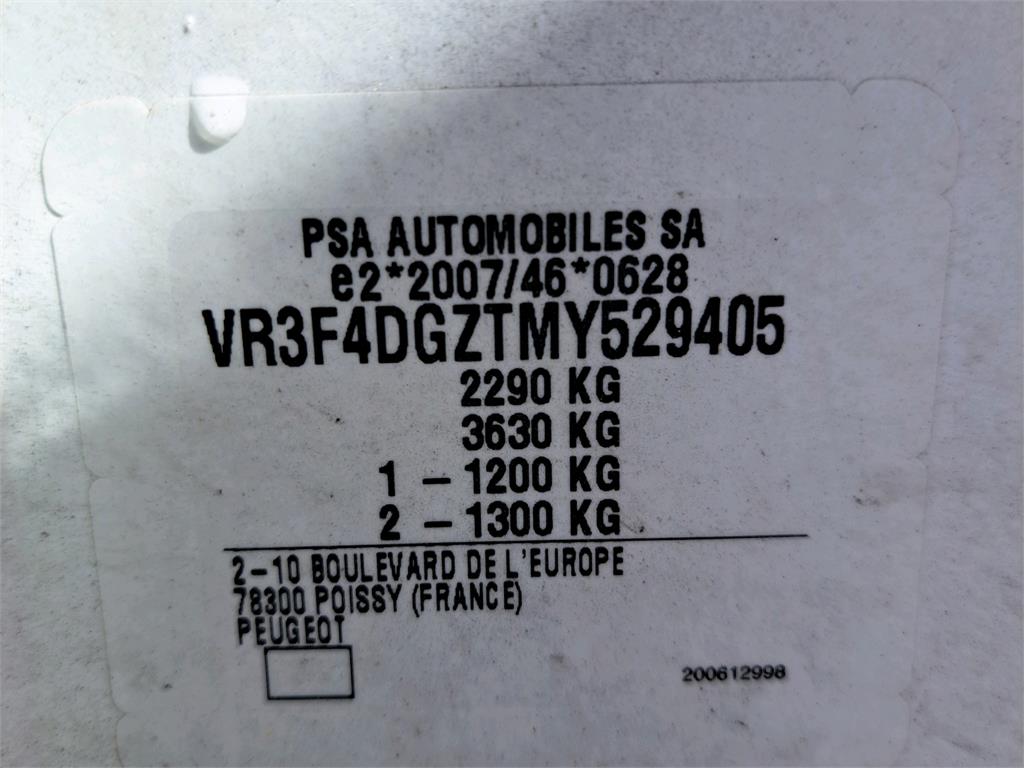 PSA AUTOMOBILES SA
e2*2007/46*0628
VR3F4DGZTMY529405
2290 KG
3630 KG
1 – 1200 KG
2 – 1300 KG
2–10 BOULEVARD DE L'EUROPE
78300 POISSY (FRANCE)
PEUGEOT
200612998